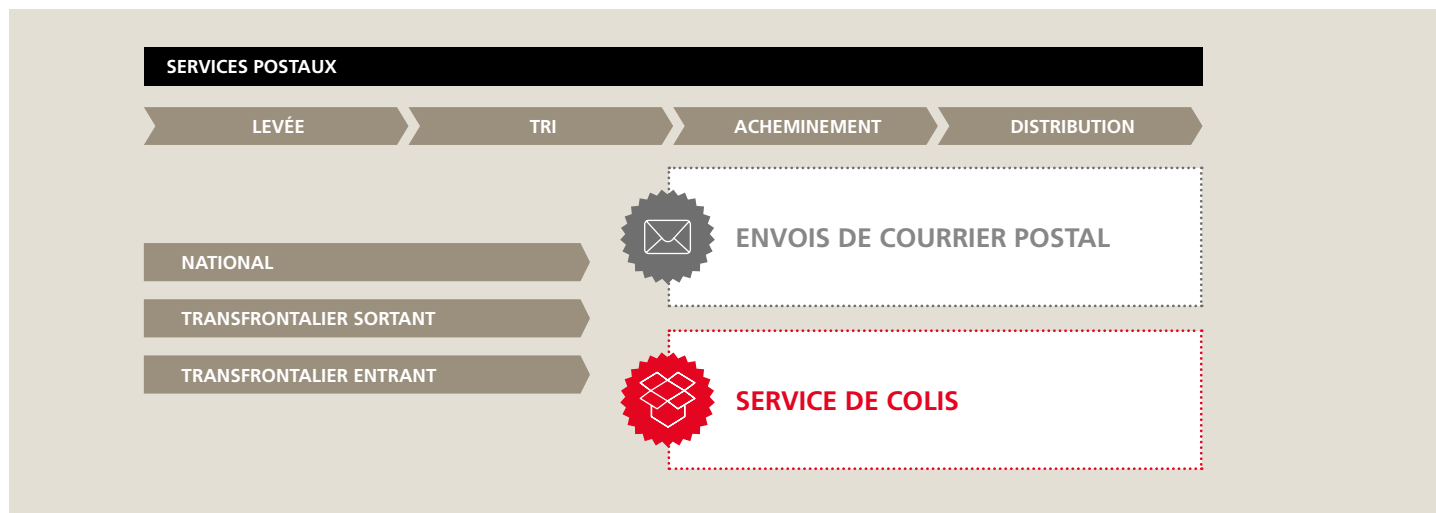 SERVICES POSTAUX
LEVÉE
TRI
ACHEMINEMENT
DISTRIBUTION
NATIONAL
TRANSFRONTALIER SORTANT
TRANSFRONTALIER ENTRANT
ENVOIS DE COURRIER POSTAL
SERVICE DE COLIS